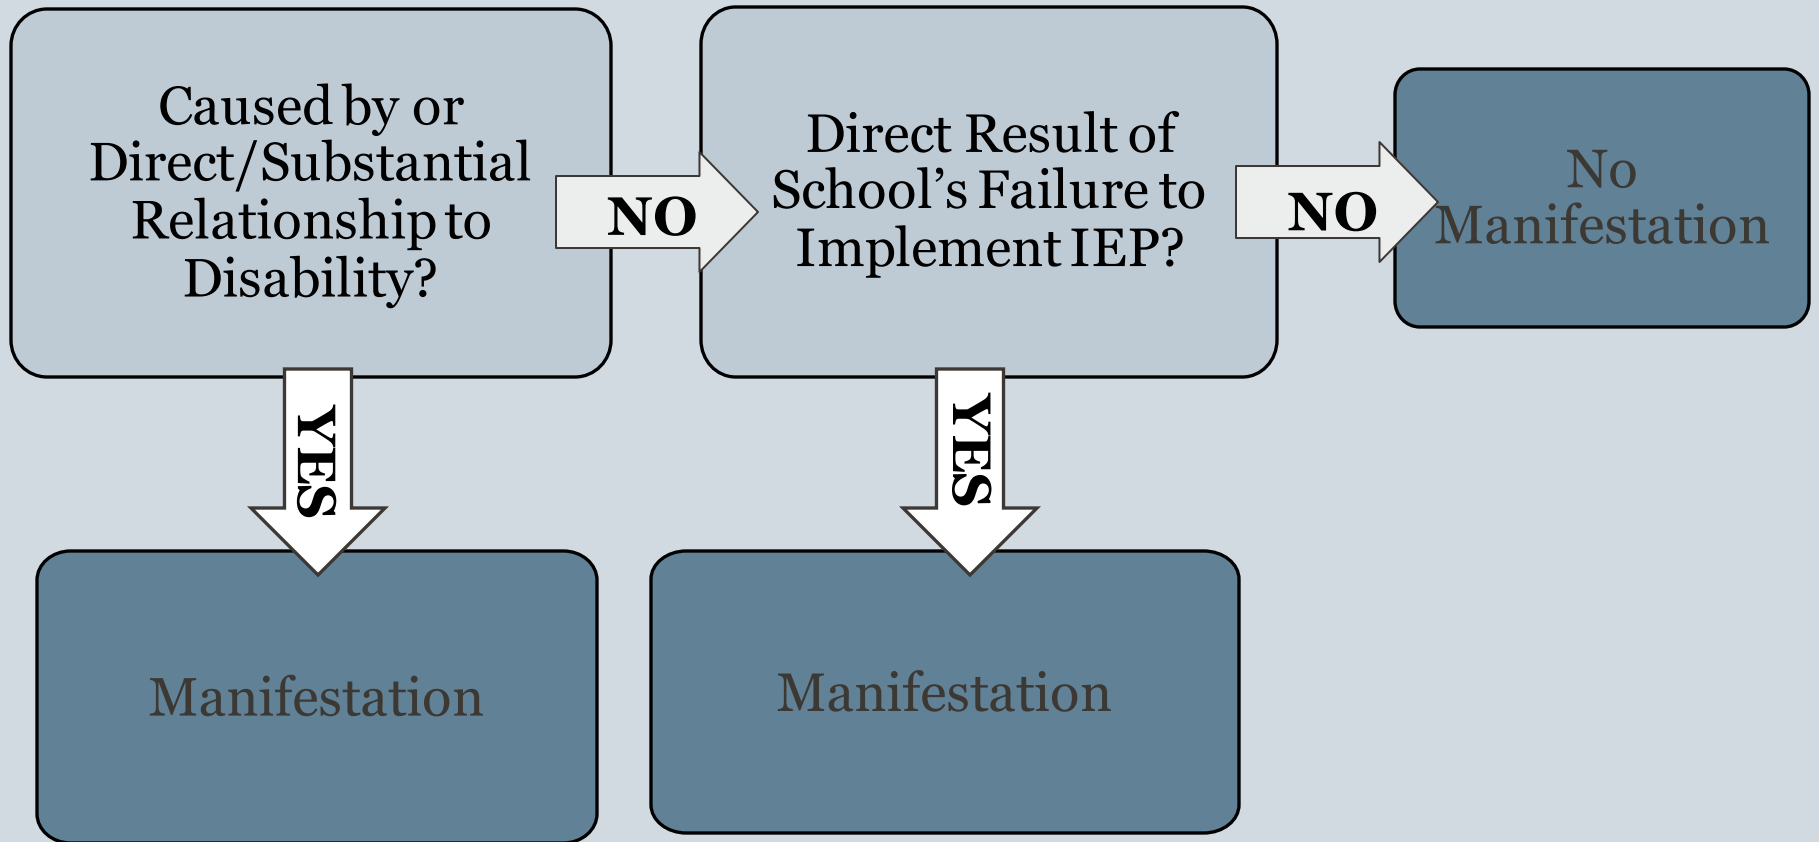 Caused by or
Direct/Substantial
Relationship to
Disability?
NO
Direct Result of
School’s Failure to
Implement IEP?
NO
No
Manifestation
YES
YES
Manifestation
Manifestation